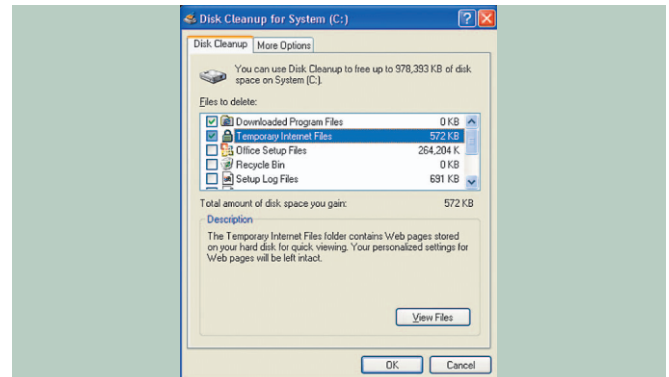 Disk Cleanup for System (C:)
Disk Cleanup
More Options
You can use Disk Cleanup to free up to 978,393 KB of disk
space on System (C:).
Files to delete:
Downloaded Program Files 0 KB
Temporary Internet Files 572 KB
Office Setup Files 264,204 K
Recycle Bin 0 KB
Setup Log Files 691 KB
Total amount of disk space you gain: 572 KB
Description
The Temporary Internet Files folder contains Web pages stored
on your hard disk for quick viewing. Your personalized settings for
Web pages will be left intact.
View Files
OK
Cancel